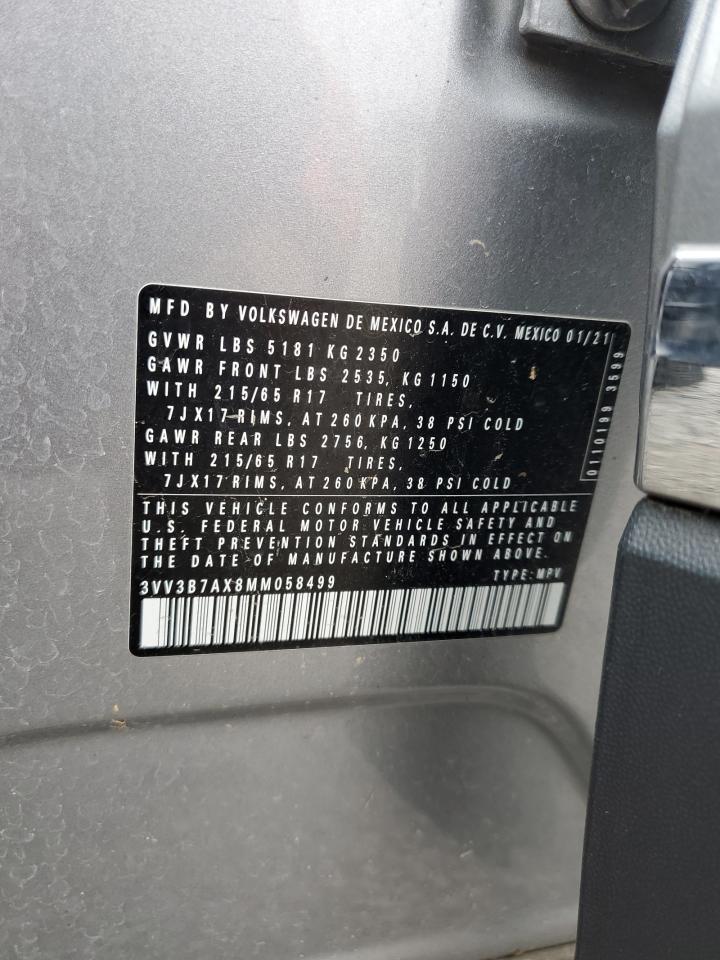 MFD BY VOLKSWAGEN DE MEXICO S.A. DE C.V. MEXICO 01/21
GVWR LBS 5181 KG 2350
GAWR FRONT LBS 2535, KG 1150
WITH 215/65 R17 TIRES,
7JX17 RIMS, AT 260 KPA, 38 PSI COLD
GAWR REAR LBS 2756, KG 1250
WITH 215/65 R17 TIRES,
7JX17 RIMS, AT 260 KPA, 38 PSI COLD
0110199 3599
THIS VEHICLE CONFORMS TO ALL APPLICABLE
U.S. FEDERAL MOTOR VEHICLE SAFETY AND
THEFT PREVENTION STANDARDS IN EFFECT ON
THE DATE OF MANUFACTURE SHOWN ABOVE.
3VV3B7AX8MM058499 TYPE: MPV